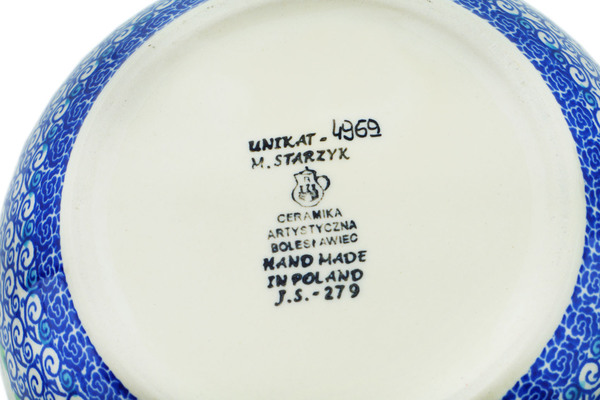 UNIKAT - 4969
M. STARZYK
CERAMIKA
ARTYSTYCZNA
BOLESŁAWIEC
HAND MADE
IN POLAND
J.S.-279